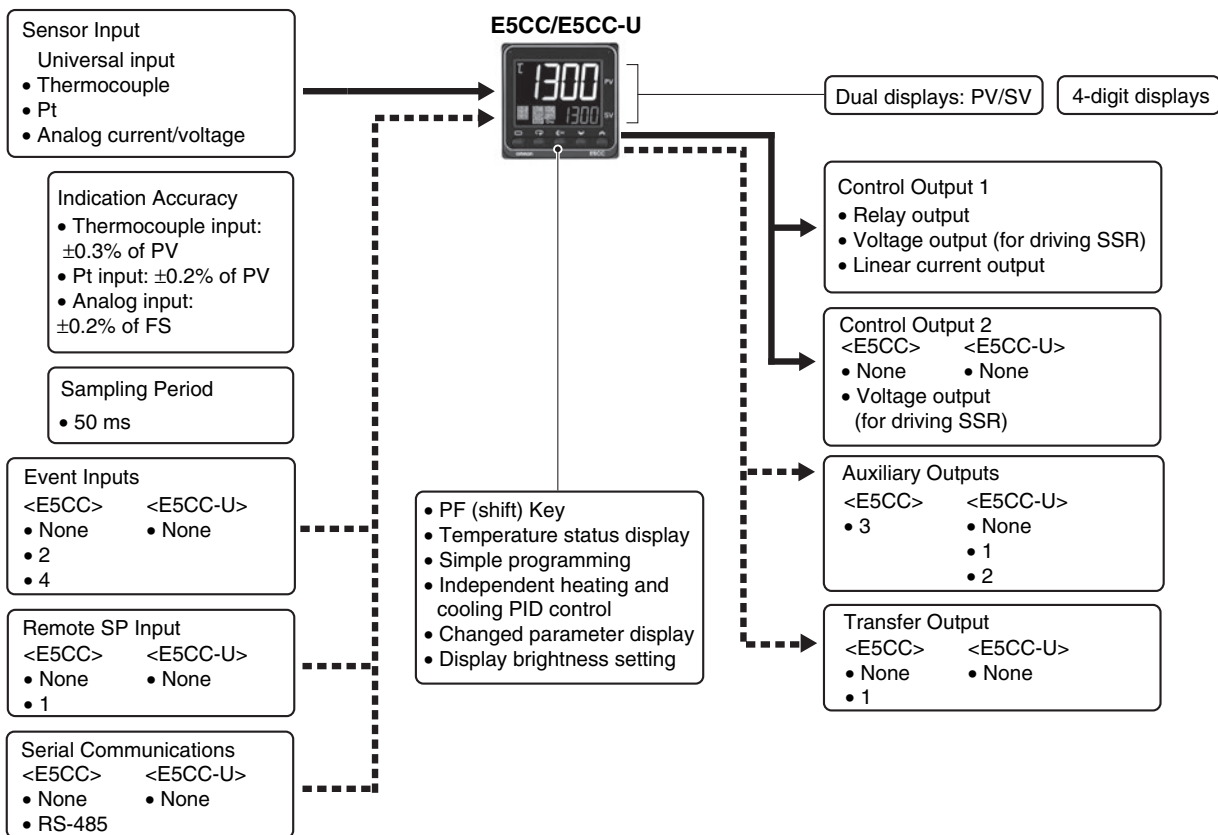 E5CC/E5CC-U
Sensor Input
Universal input
• Thermocouple
• Pt
• Analog current/voltage
Indication Accuracy
• Thermocouple input:
±0.3% of PV
• Pt input: ±0.2% of PV
• Analog input:
±0.2% of FS
Sampling Period
• 50 ms
Event Inputs
<E5CC> <E5CC-U>
• None • None
• 2
• 4
Remote SP Input
<E5CC> <E5CC-U>
• None • None
• 1
Serial Communications
<E5CC> <E5CC-U>
• None • None
• RS-485
1300
PV
1300
SV
omron E5CC
• PF (shift) Key
• Temperature status display
• Simple programming
• Independent heating and
cooling PID control
• Changed parameter display
• Display brightness setting
Dual displays: PV/SV
4-digit displays
Control Output 1
• Relay output
• Voltage output (for driving SSR)
• Linear current output
Control Output 2
<E5CC> <E5CC-U>
• None • None
• Voltage output
(for driving SSR)
Auxiliary Outputs
<E5CC> <E5CC-U>
• 3 • None
• 1
• 2
Transfer Output
<E5CC> <E5CC-U>
• None • None
• 1